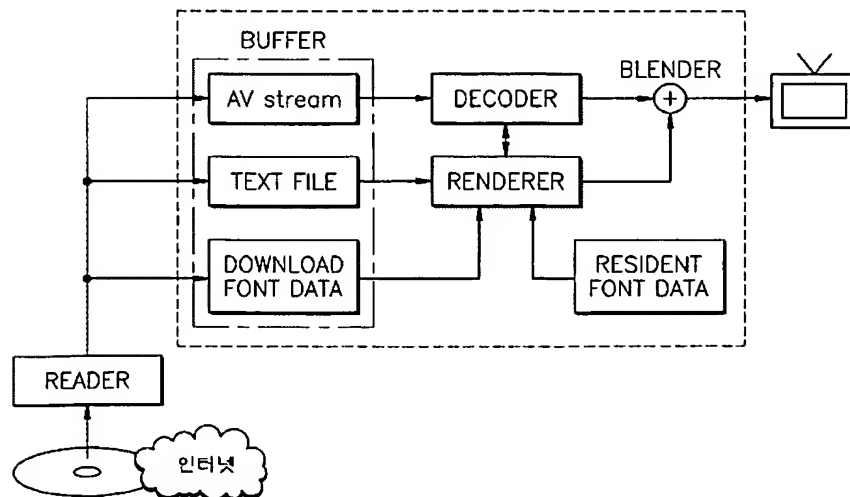 BUFFER
AV stream
DECODER
BLENDER
TEXT FILE
RENDERER
DOWNLOAD
FONT DATA
RESIDENT
FONT DATA
READER
인터넷